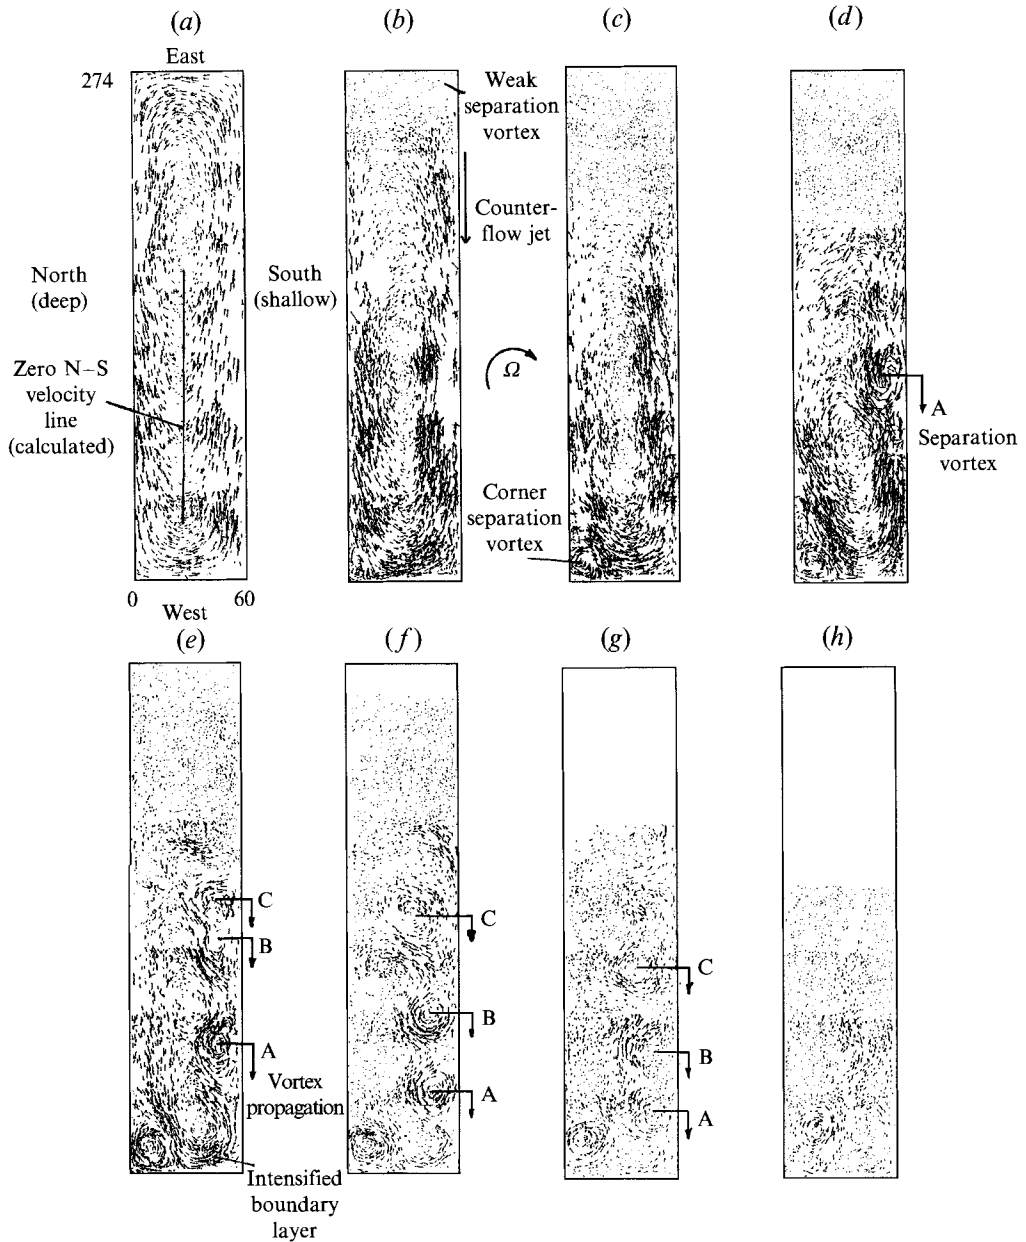 (a)
(b)
(c)
(d)
East
274
Weak
separation
vortex
Counter-
flow jet
North
(deep)
South
(shallow)
Zero N–S
velocity
line
(calculated)
Ω
A
Separation
vortex
Corner
separation
vortex
0
West
60
(e)
(f)
(g)
(h)
C
B
A
Vortex
propagation
Intensified
boundary
layer
C
B
A
C
B
A